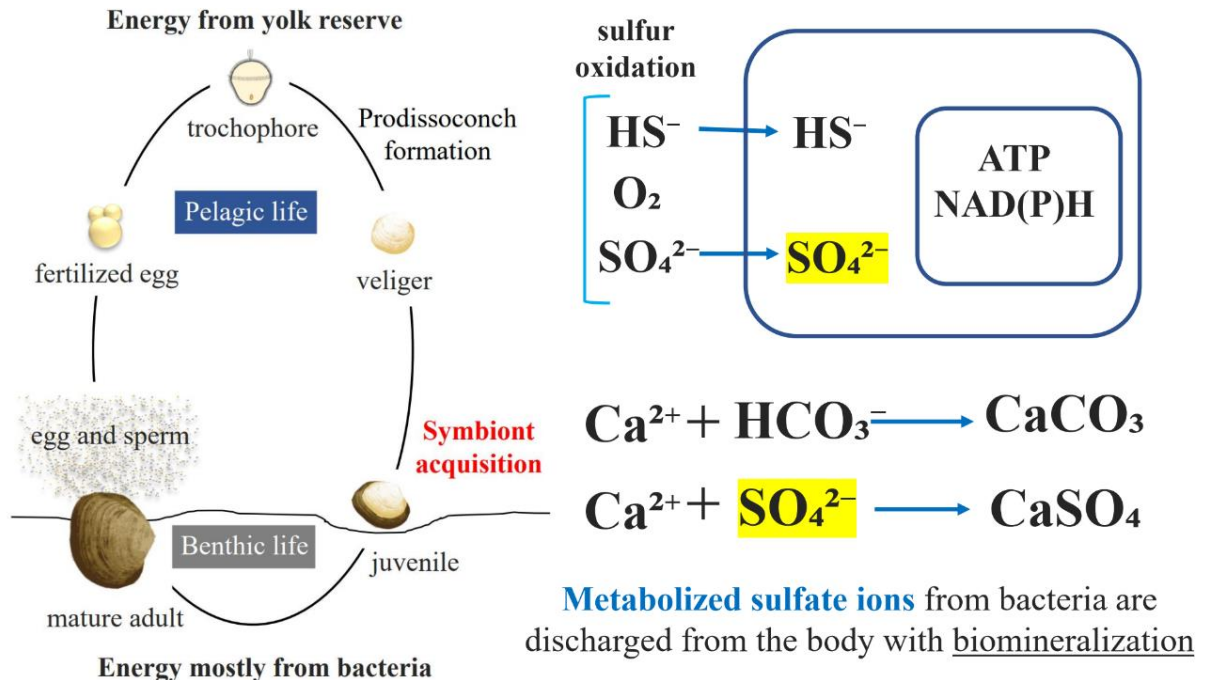 Energy from yolk reserve
trochophore
Prodissoconch
formation
Pelagic life
fertilized egg
veliger
egg and sperm
Symbiont
acquisition
Benthic life
juvenile
mature adult
Energy mostly from bacteria
sulfur
oxidation
HS⁻ → HS⁻
O₂
SO₄²⁻ → SO₄²⁻
ATP
NAD(P)H
Ca²⁺ + HCO₃⁻ → CaCO₃
Ca²⁺ + SO₄²⁻ → CaSO₄
Metabolized sulfate ions from bacteria are
discharged from the body with biomineralization